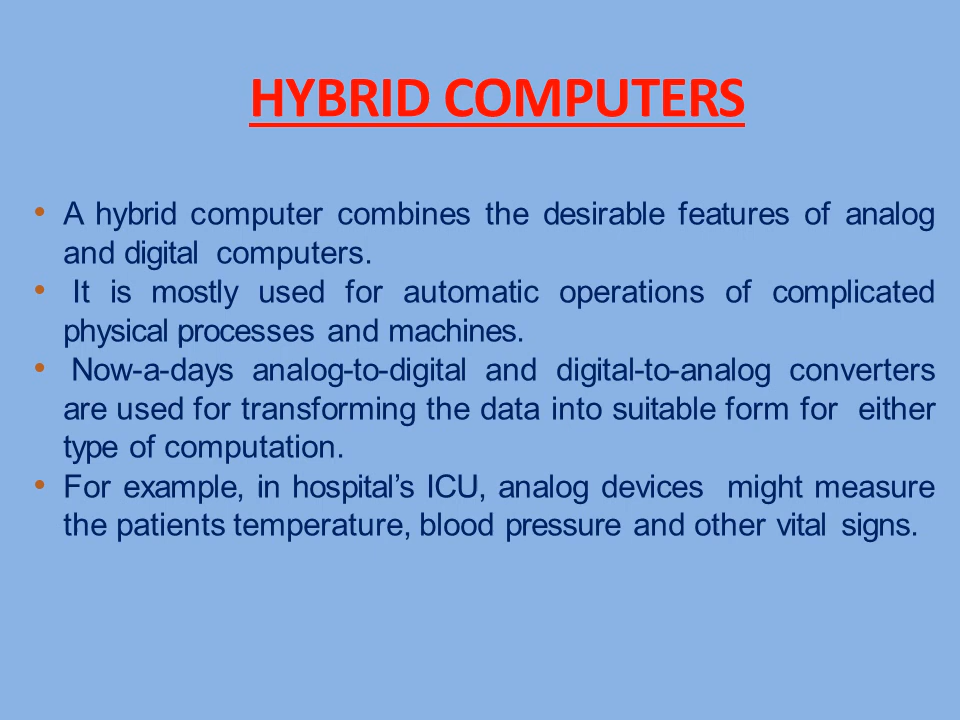 HYBRID COMPUTERS
• A hybrid computer combines the desirable features of analog
and digital computers.
• It is mostly used for automatic operations of complicated
physical processes and machines.
• Now-a-days analog-to-digital and digital-to-analog converters
are used for transforming the data into suitable form for either
type of computation.
• For example, in hospital’s ICU, analog devices might measure
the patients temperature, blood pressure and other vital signs.